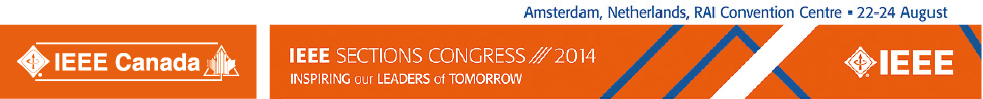 Amsterdam, Netherlands, RAI Convention Centre ▪ 22-24 August
IEEE Canada
IEEE SECTIONS CONGRESS /// 2014
INSPIRING our LEADERS of TOMORROW
IEEE